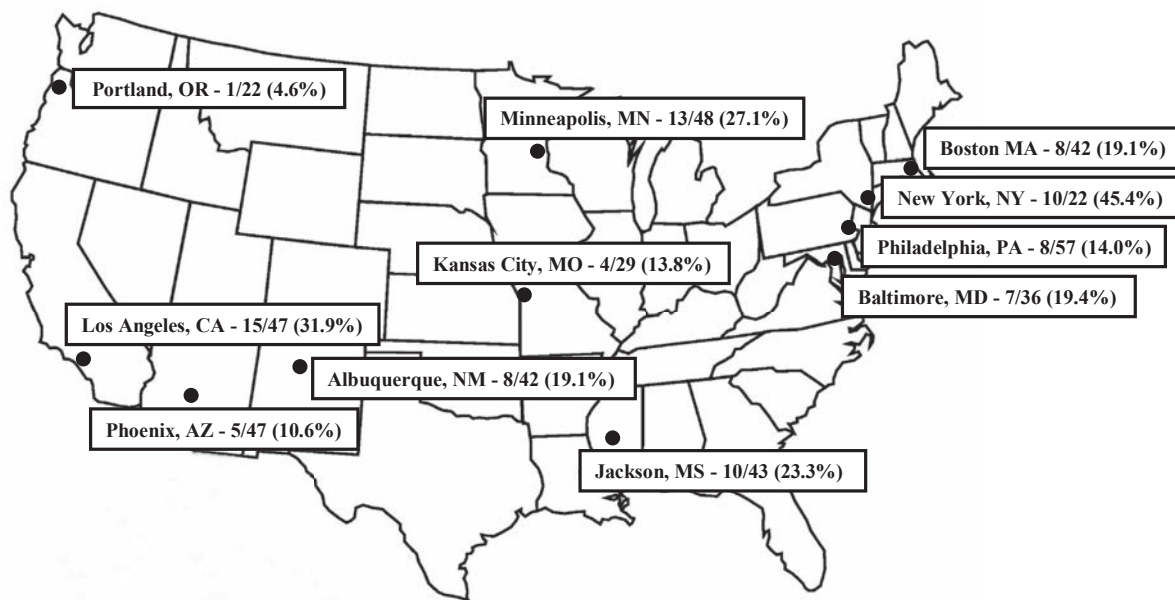 Portland, OR - 1/22 (4.6%)
Minneapolis, MN - 13/48 (27.1%)
Boston MA - 8/42 (19.1%)
New York, NY - 10/22 (45.4%)
Philadelphia, PA - 8/57 (14.0%)
Kansas City, MO - 4/29 (13.8%)
Baltimore, MD - 7/36 (19.4%)
Los Angeles, CA - 15/47 (31.9%)
Albuquerque, NM - 8/42 (19.1%)
Phoenix, AZ - 5/47 (10.6%)
Jackson, MS - 10/43 (23.3%)